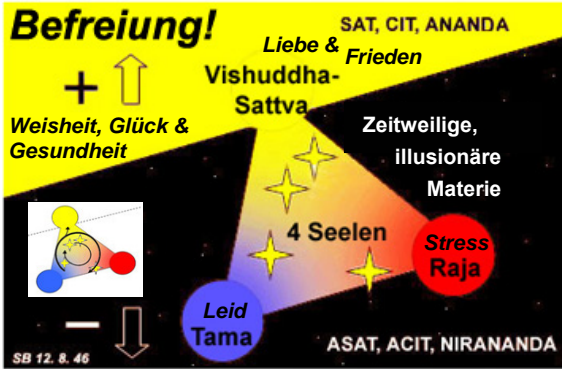 Befreiung!
SAT, CIT, ANANDA
Liebe &
Frieden
Vishuddha-
Sattva
+
Weisheit, Glück &
Gesundheit
Zeitweilige,
illusionäre
Materie
4 Seelen
Stress
Raja
Leid
Tama
–
ASAT, ACIT, NIRANANDA
SB 12. 8. 46